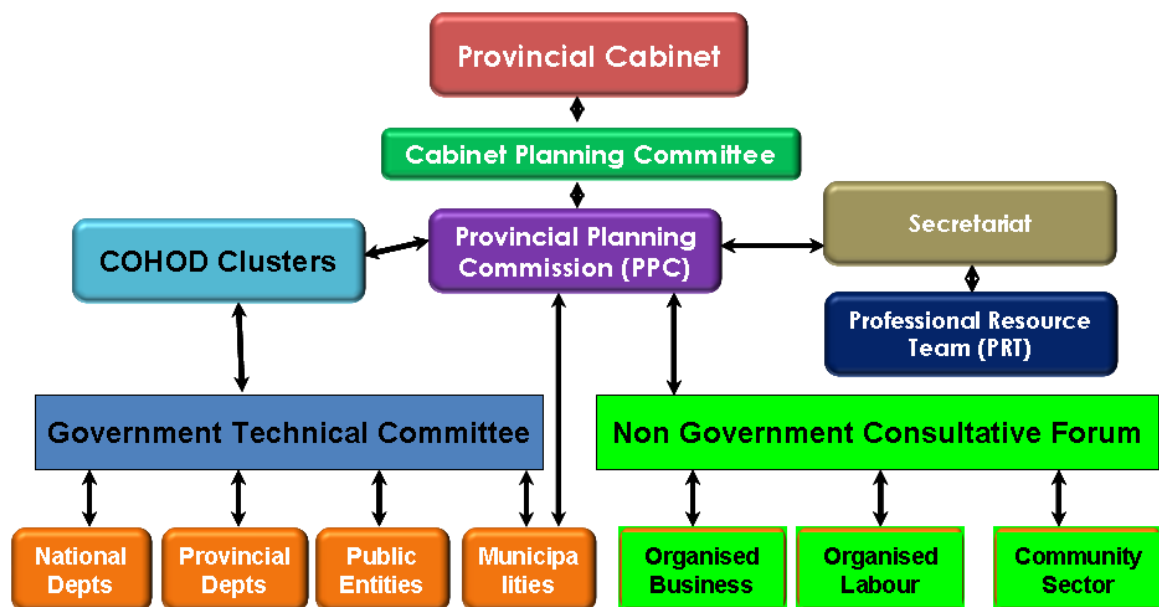 Provincial Cabinet
Cabinet Planning Committee
COHOD Clusters
Provincial Planning
Commission (PPC)
Secretariat
Professional Resource
Team (PRT)
Government Technical Committee
Non Government Consultative Forum
National
Depts
Provincial
Depts
Public
Entities
Municipa
lities
Organised
Business
Organised
Labour
Community
Sector